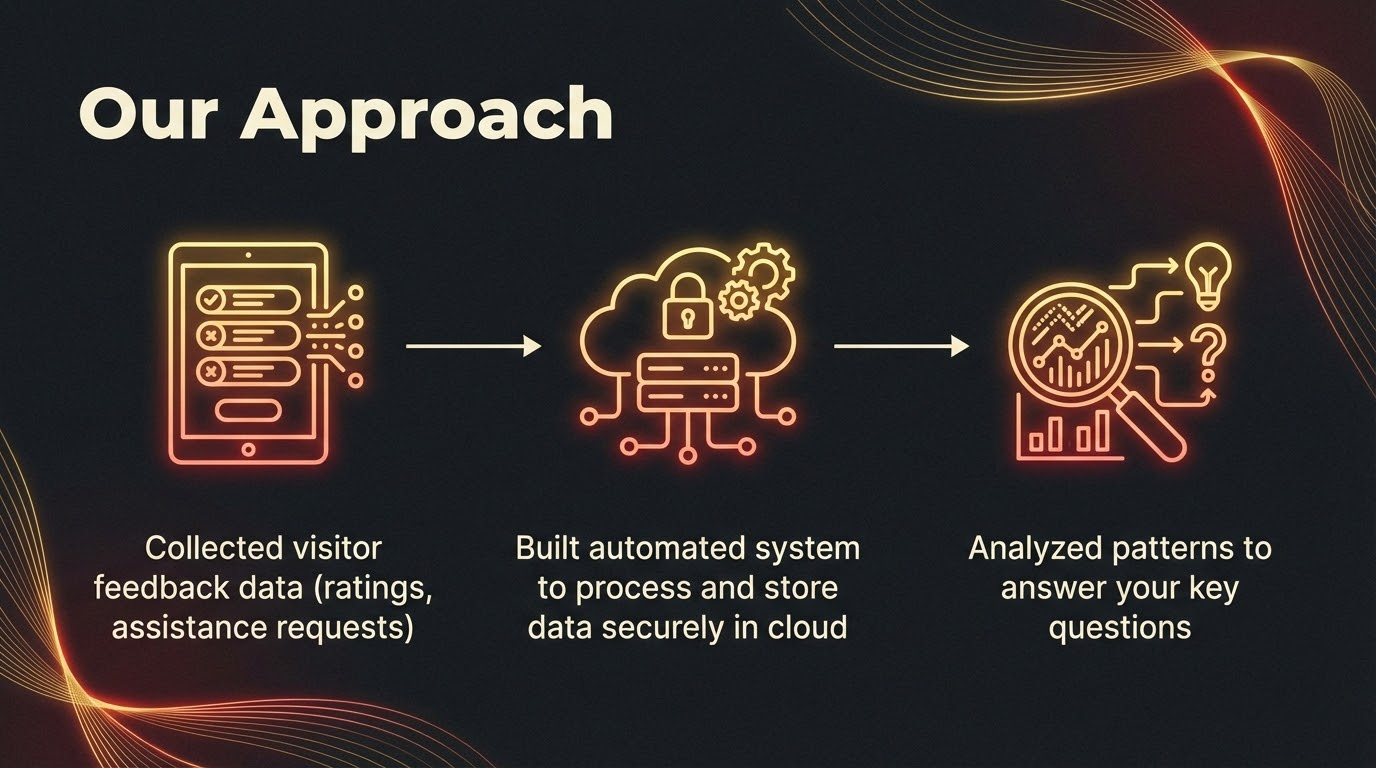 Our Approach
Collected visitor
feedback data (ratings,
assistance requests)
Built automated system
to process and store
data securely in cloud
Analyzed patterns to
answer your key
questions